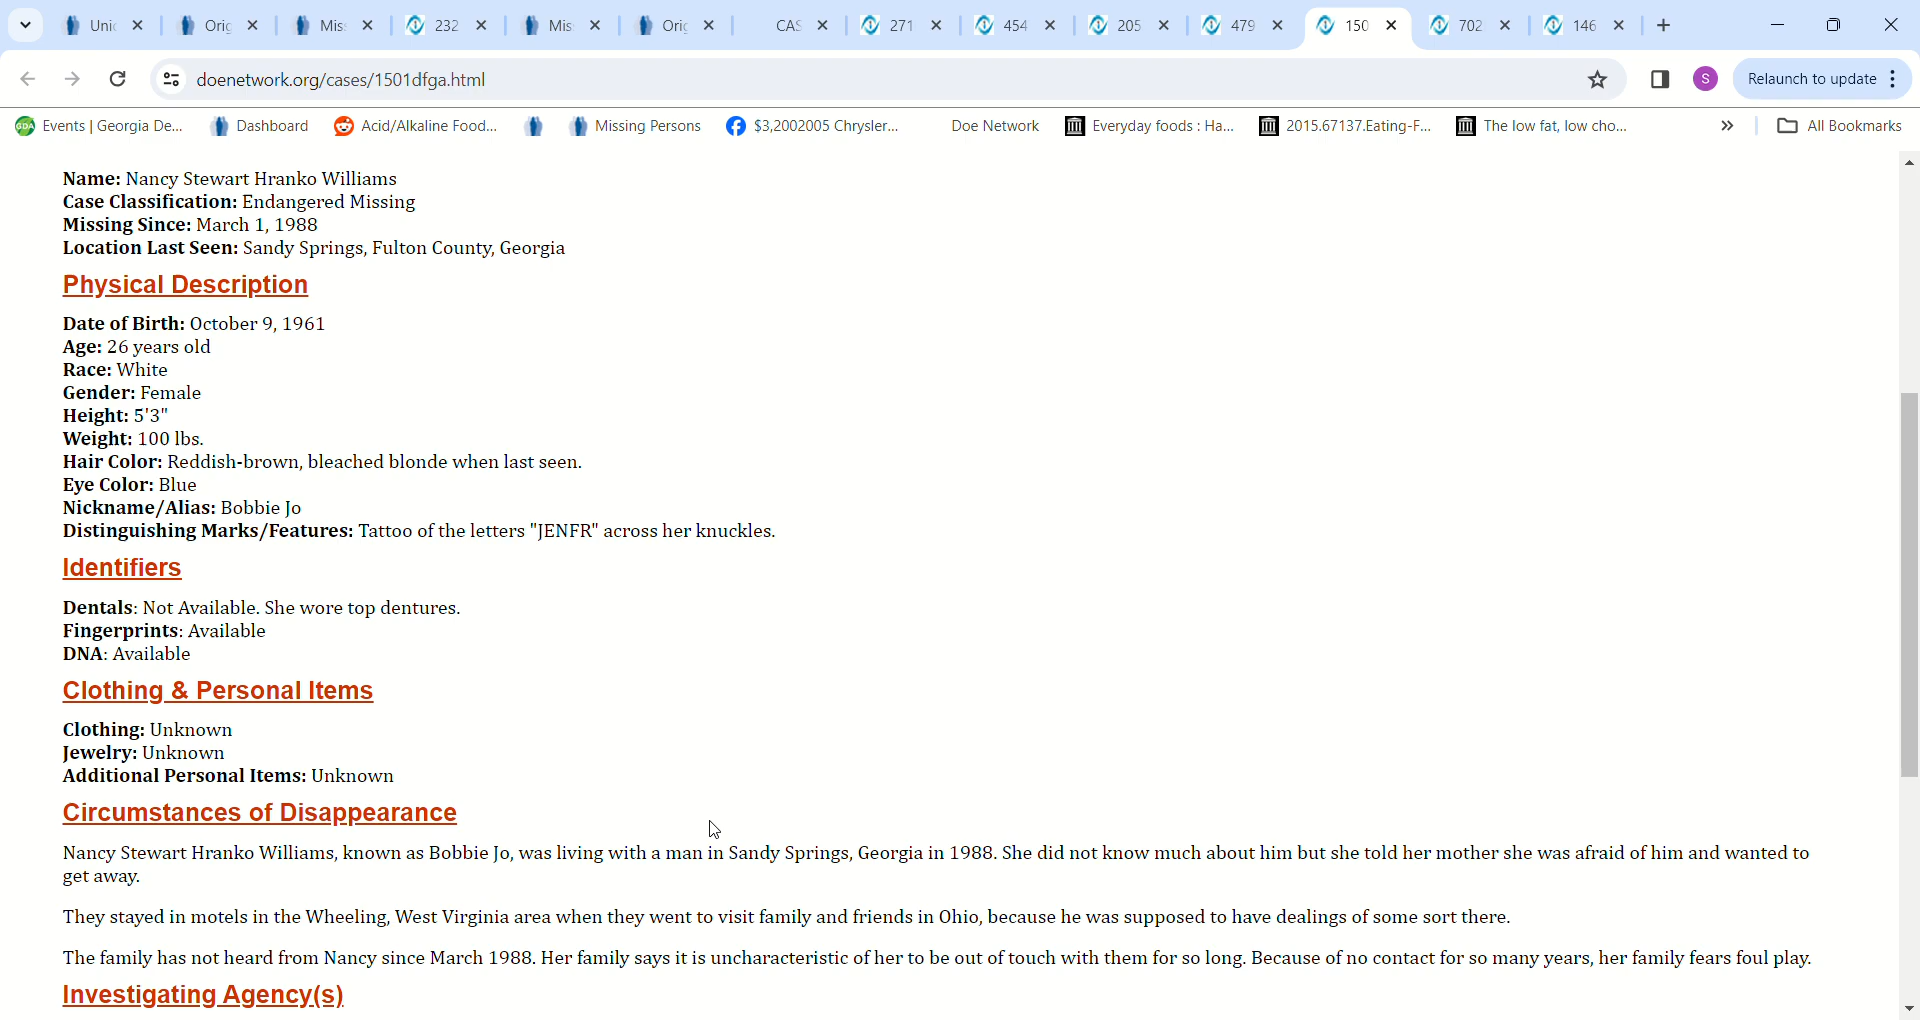 Unic
Orig
Miss
232
Mis
Orig
CAS
271
454
205
479
150
702
146
doenetwork.org/cases/1501dfga.html
S
Relaunch to update
Events | Georgia De...
Dashboard
Acid/Alkaline Food...
Missing Persons
$3,2002005 Chrysler...
Doe Network
Everyday foods : Ha...
2015.67137.Eating-F...
The low fat, low cho...
All Bookmarks
Name: Nancy Stewart Hranko Williams
Case Classification: Endangered Missing
Missing Since: March 1, 1988
Location Last Seen: Sandy Springs, Fulton County, Georgia
Physical Description
Date of Birth: October 9, 1961
Age: 26 years old
Race: White
Gender: Female
Height: 5'3"
Weight: 100 lbs.
Hair Color: Reddish-brown, bleached blonde when last seen.
Eye Color: Blue
Nickname/Alias: Bobbie Jo
Distinguishing Marks/Features: Tattoo of the letters "JENFR" across her knuckles.
Identifiers
Dentals: Not Available. She wore top dentures.
Fingerprints: Available
DNA: Available
Clothing & Personal Items
Clothing: Unknown
Jewelry: Unknown
Additional Personal Items: Unknown
Circumstances of Disappearance
Nancy Stewart Hranko Williams, known as Bobbie Jo, was living with a man in Sandy Springs, Georgia in 1988. She did not know much about him but she told her mother she was afraid of him and wanted to
get away.
They stayed in motels in the Wheeling, West Virginia area when they went to visit family and friends in Ohio, because he was supposed to have dealings of some sort there.
The family has not heard from Nancy since March 1988. Her family says it is uncharacteristic of her to be out of touch with them for so long. Because of no contact for so many years, her family fears foul play.
Investigating Agency(s)